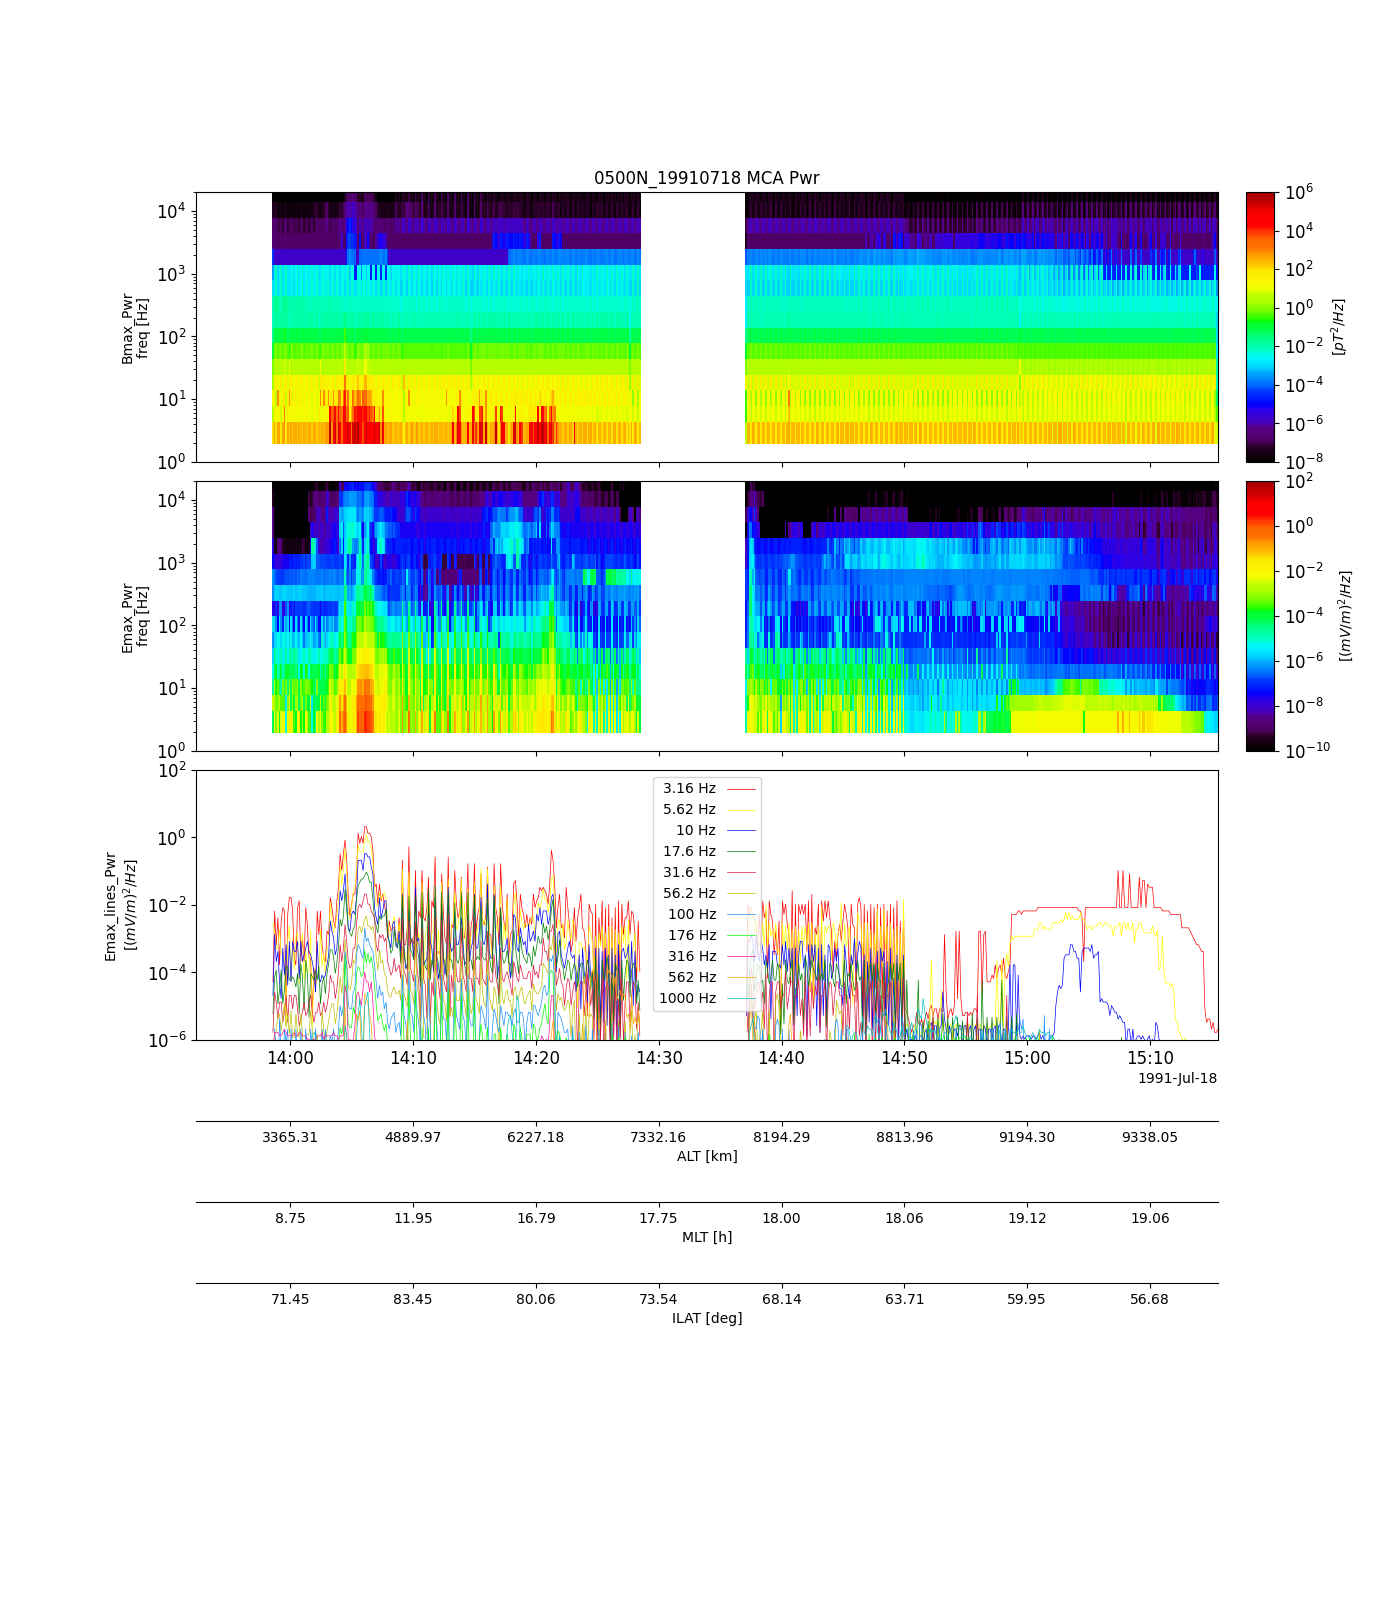 0500N_19910718 MCA Pwr
10^4
10^3
10^2
10^1
10^0
Bmax_Pwr
freq [Hz]
10^6
10^4
10^2
10^0
10^-2
10^-4
10^-6
10^-8
[pT^2/Hz]
10^4
10^3
10^2
10^1
10^0
Emax_Pwr
freq [Hz]
10^2
10^0
10^-2
10^-4
10^-6
10^-8
10^-10
[(mV/m)^2/Hz]
10^2
10^0
10^-2
10^-4
10^-6
Emax_lines_Pwr
[(mV/m)^2/Hz]
3.16 Hz
5.62 Hz
10 Hz
17.6 Hz
31.6 Hz
56.2 Hz
100 Hz
176 Hz
316 Hz
562 Hz
1000 Hz
14:00 14:10 14:20 14:30 14:40 14:50 15:00 15:10
1991-Jul-18
3365.31 4889.97 6227.18 7332.16 8194.29 8813.96 9194.30 9338.05
ALT [km]
8.75 11.95 16.79 17.75 18.00 18.06 19.12 19.06
MLT [h]
71.45 83.45 80.06 73.54 68.14 63.71 59.95 56.68
ILAT [deg]